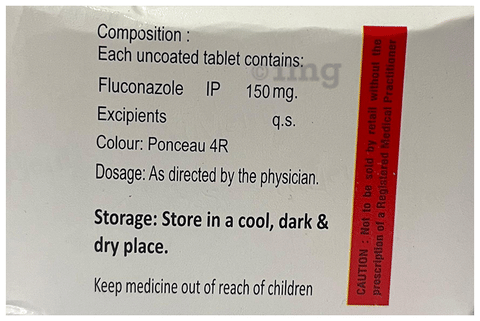 Composition :
Each uncoated tablet contains:
Fluconazole IP 150 mg.
Excipients q.s.
Colour: Ponceau 4R
Dosage: As directed by the physician.
Storage: Store in a cool, dark &
dry place.
Keep medicine out of reach of children
CAUTION : Not to be sold by retail without the
prescription of a Registered Medical Practitioner
1mg